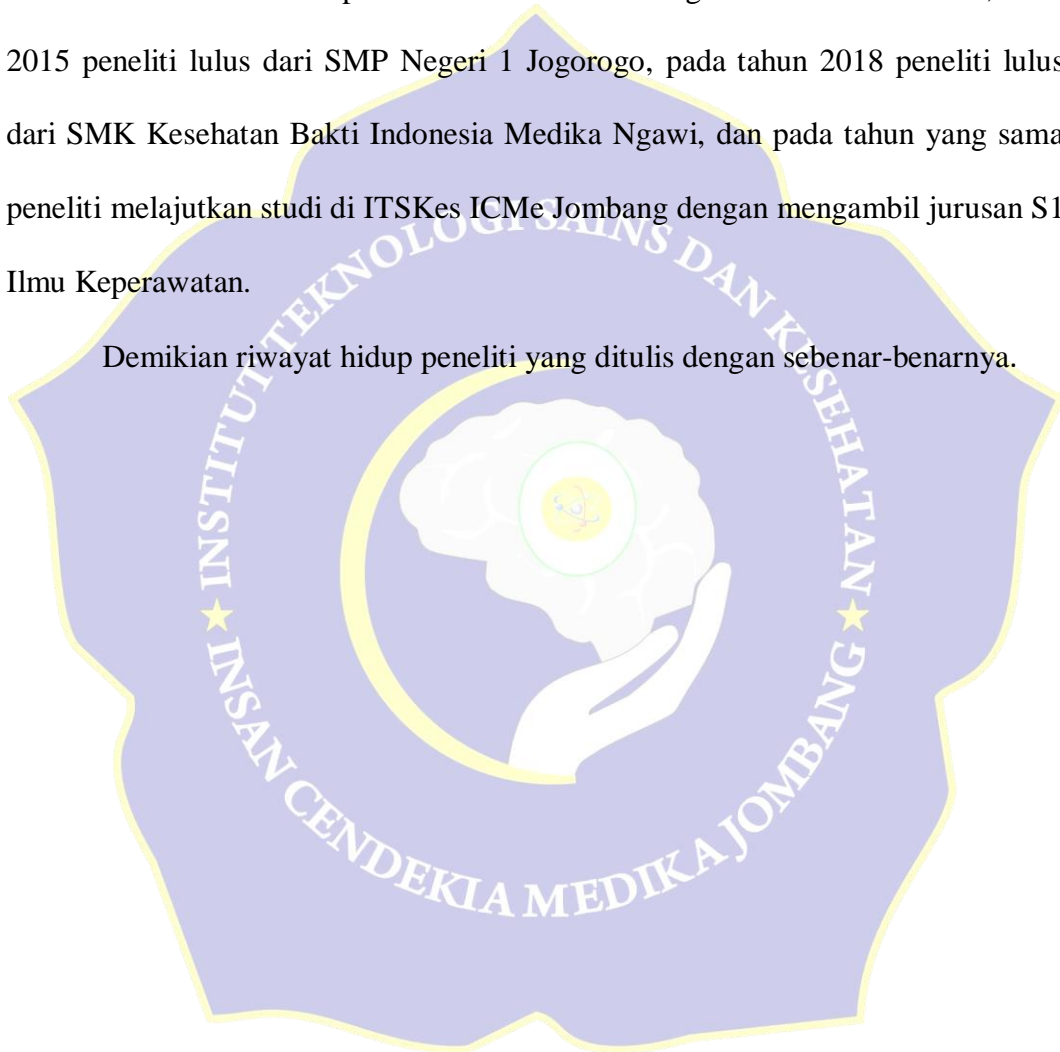 2015 peneliti lulus dari SMP Negeri 1 Jogorogo, pada tahun 2018 peneliti lulus
dari SMK Kesehatan Bakti Indonesia Medika Ngawi, dan pada tahun yang sama
peneliti melajutkan studi di ITSKes ICMe Jombang dengan mengambil jurusan S1
Ilmu Keperawatan.
Demikian riwayat hidup peneliti yang ditulis dengan sebenar-benarnya.
INSTITUT TEKNOLOGI SAINS DAN KESEHATAN
INSAN CENDEKIA MEDIKA JOMBANG